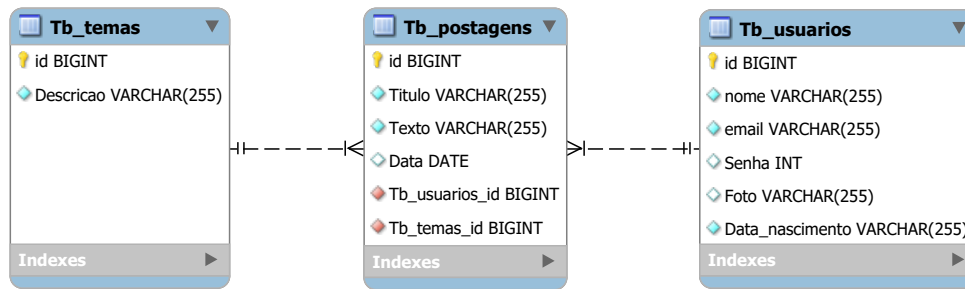 Tb_temas
id BIGINT
Descricao VARCHAR(255)
Indexes
Tb_postagens
id BIGINT
Titulo VARCHAR(255)
Texto VARCHAR(255)
Data DATE
Tb_usuarios_id BIGINT
Tb_temas_id BIGINT
Indexes
Tb_usuarios
id BIGINT
nome VARCHAR(255)
email VARCHAR(255)
Senha INT
Foto VARCHAR(255)
Data_nascimento VARCHAR(255)
Indexes